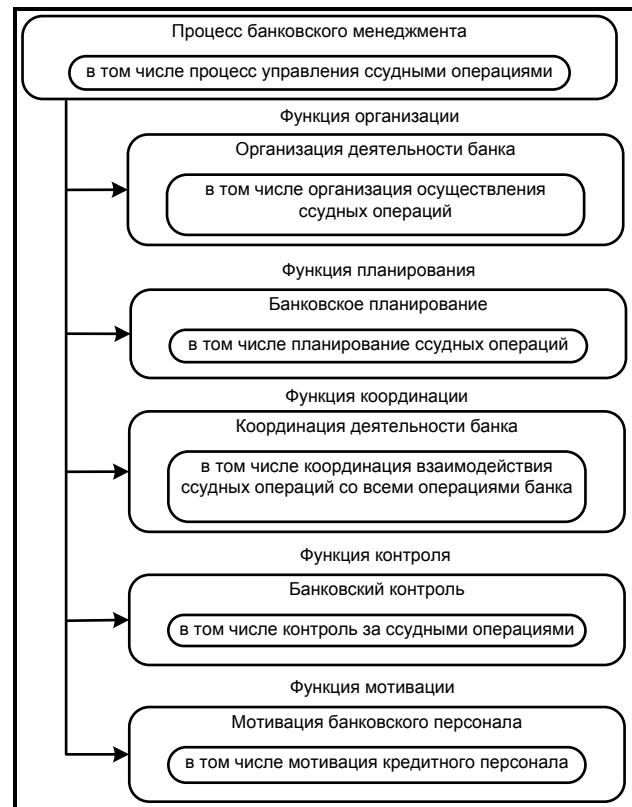 Процесс банковского менеджмента
в том числе процесс управления ссудными операциями
Функция организации
Организация деятельности банка
в том числе организация осуществления
ссудных операций
Функция планирования
Банковское планирование
в том числе планирование ссудных операций
Функция координации
Координация деятельности банка
в том числе координация взаимодействия
ссудных операций со всеми операциями банка
Функция контроля
Банковский контроль
в том числе контроль за ссудными операциями
Функция мотивации
Мотивация банковского персонала
в том числе мотивация кредитного персонала